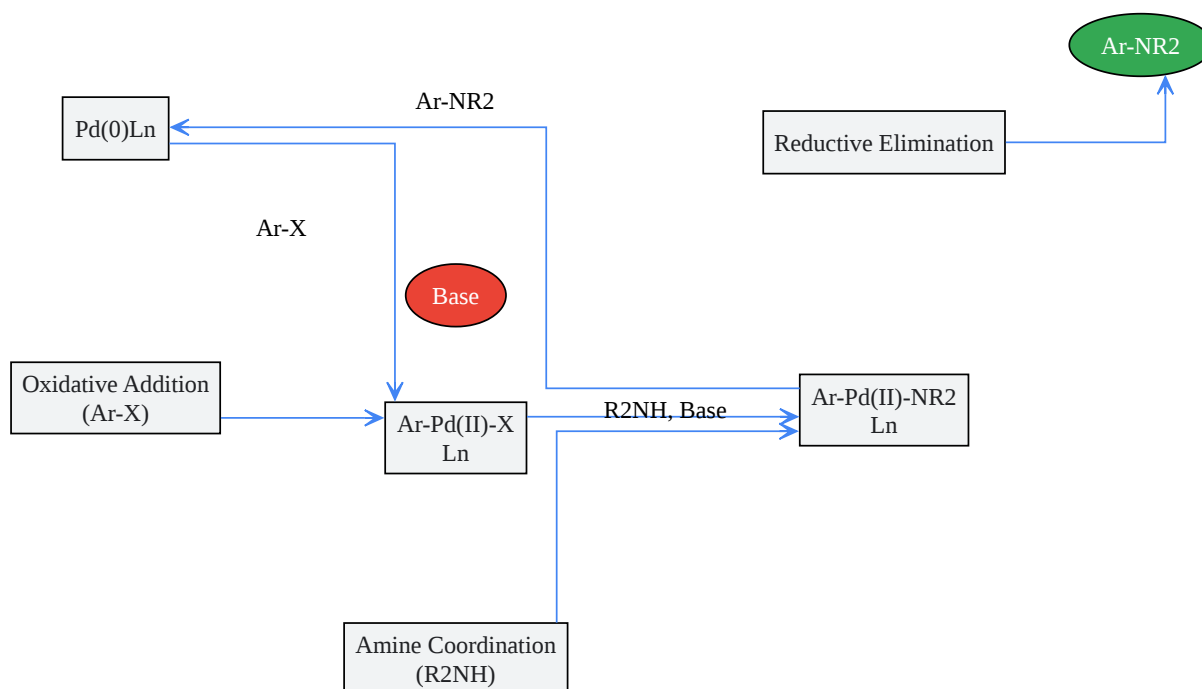 Ar-NR2
Ar-NR2
Pd(0)Ln
Reductive Elimination
Ar-X
Base
Oxidative Addition
(Ar-X)
Ar-Pd(II)-X
Ln
R2NH, Base
Ar-Pd(II)-NR2
Ln
Amine Coordination
(R2NH)